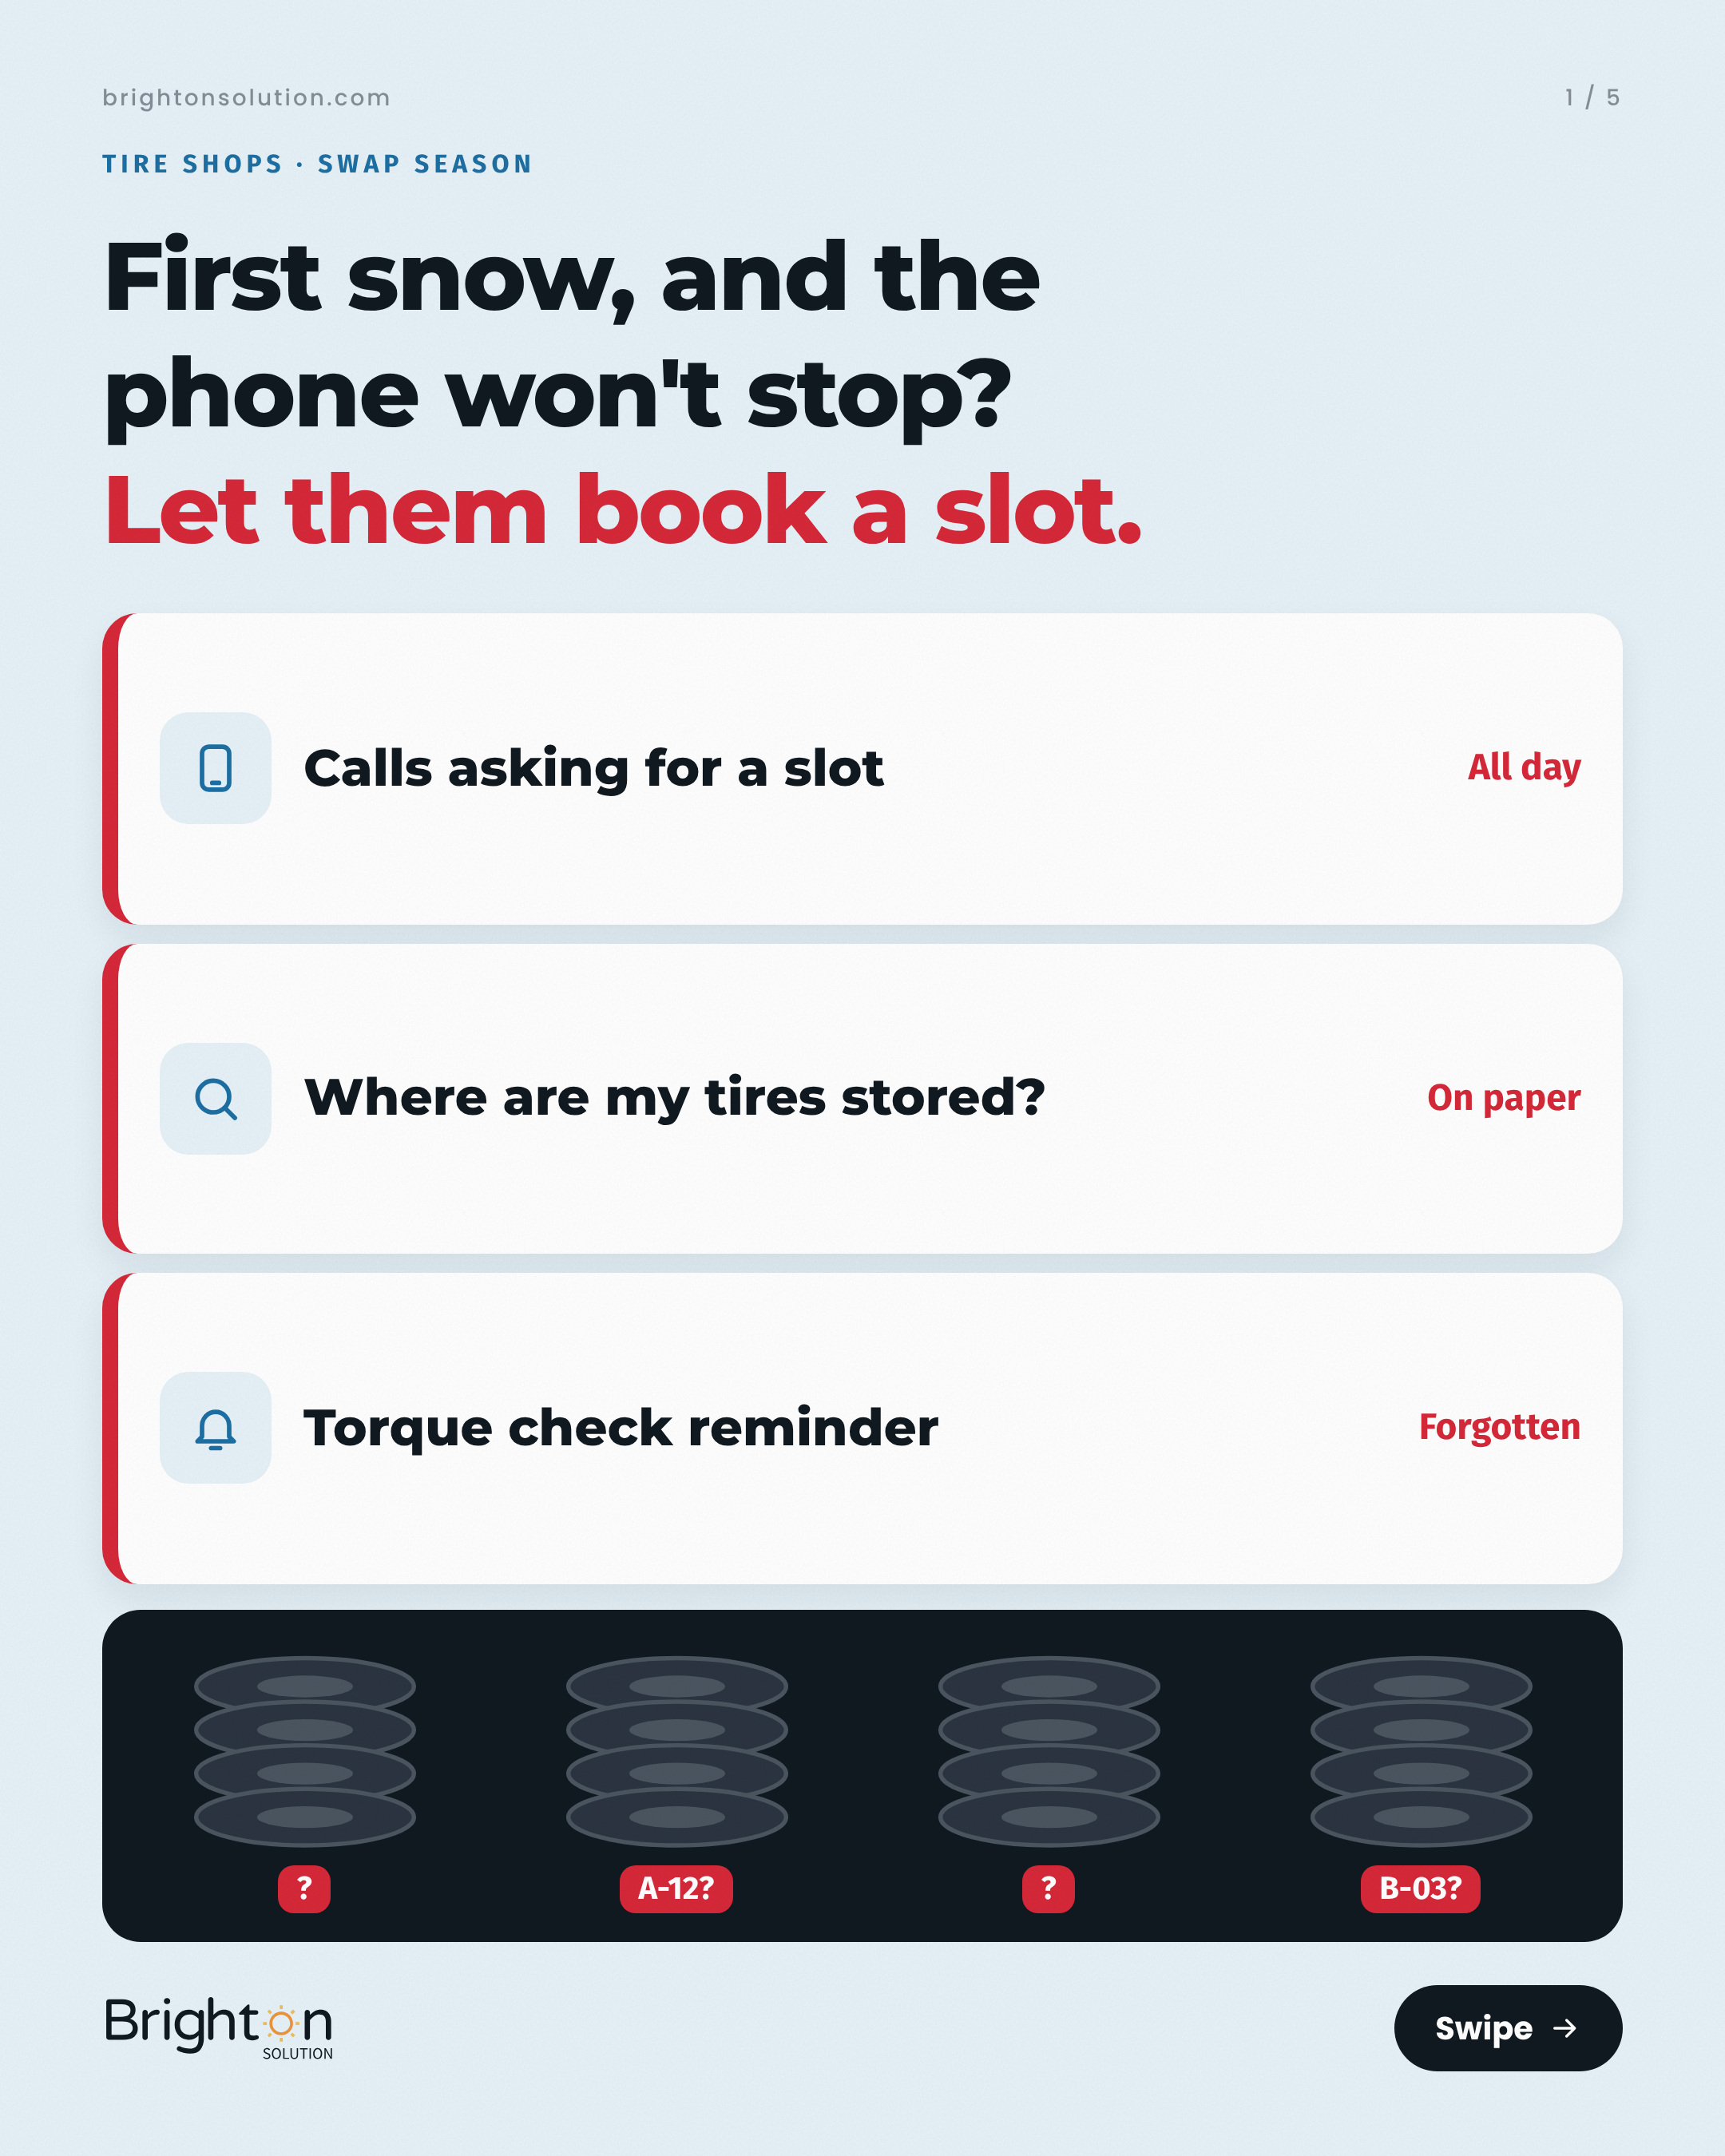 brightonsolution.com
1 / 5
TIRE SHOPS · SWAP SEASON
First snow, and the
phone won't stop?
Let them book a slot.
Calls asking for a slot
All day
Where are my tires stored?
On paper
Torque check reminder
Forgotten
?
A-12?
?
B-03?
Brighton
SOLUTION
Swipe →